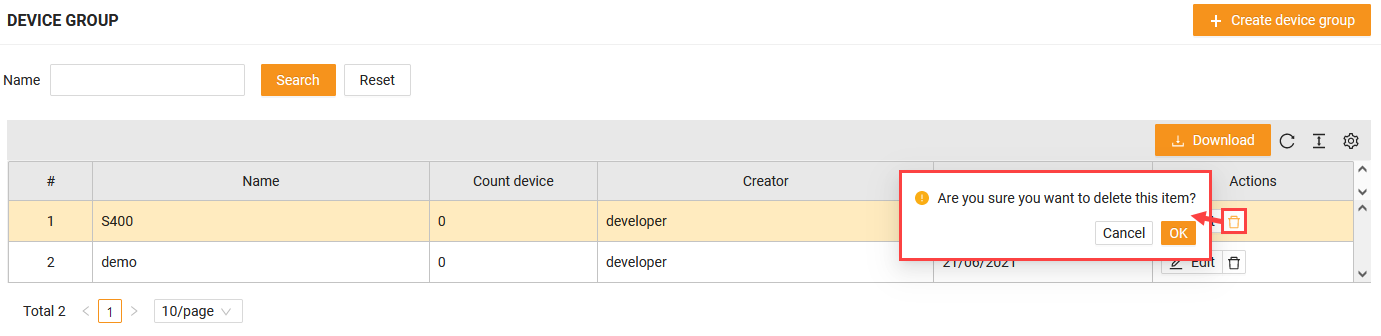 DEVICE GROUP
Create device group
Name
Search
Reset
Download
# Name Count device Creator Actions
Are you sure you want to delete this item?
1 S400 0 developer
Cancel OK
2 demo 0 developer 21/06/2021 Edit
Total 2 1 10/page